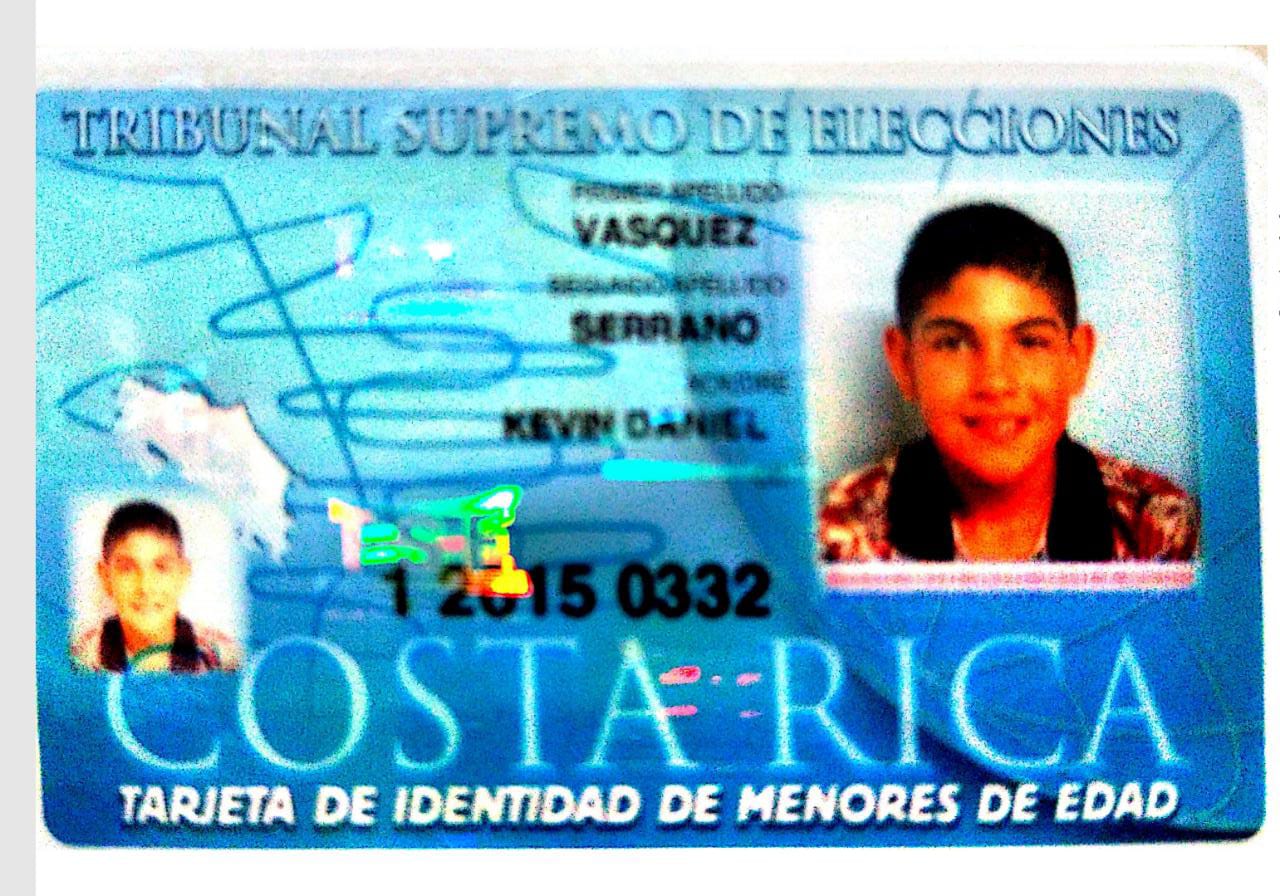 TRIBUNAL SUPREMO DE ELECCIONES
PRIMER APELLIDO
VASQUEZ
SEGUNDO APELLIDO
SERRANO
NOMBRE
KEVIN DANIEL
TSE
1 2015 0332
COSTA RICA
TARJETA DE IDENTIDAD DE MENORES DE EDAD